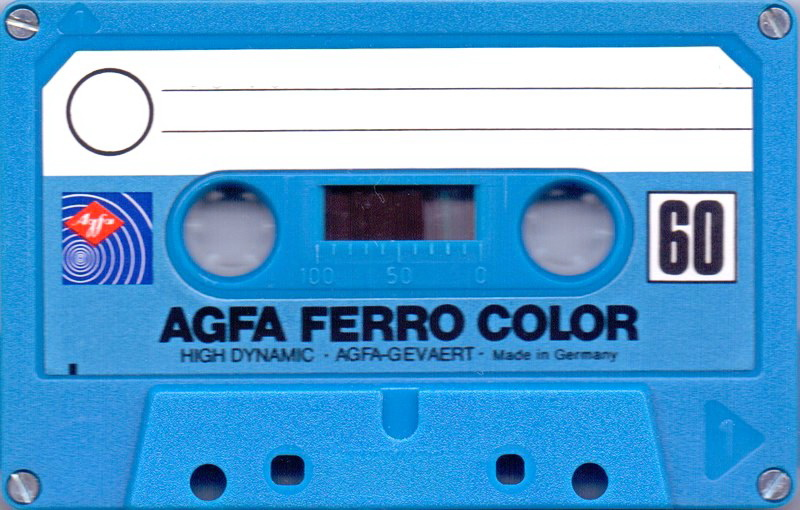 Agfa
60
100 50 0
AGFA FERRO COLOR
HIGH DYNAMIC · AGFA-GEVAERT · Made in Germany
1